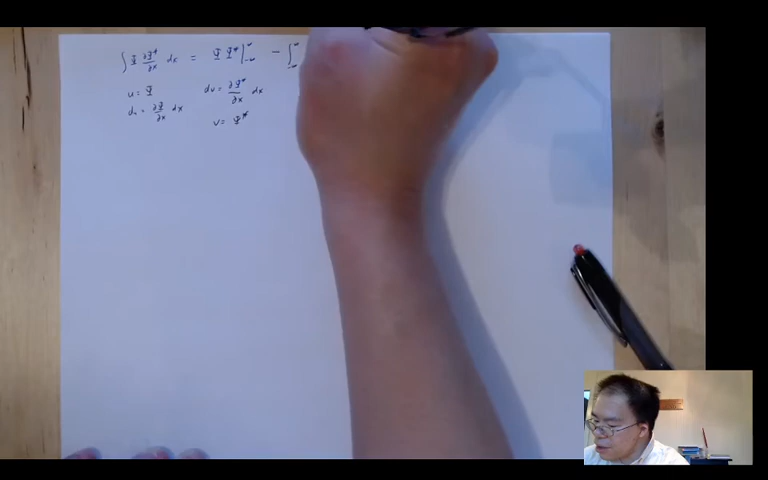 ∫ Ψ ∂Ψ*/∂x dx = Ψ Ψ* |_{-∞}^{∞} - ∫_{-∞}^{∞}
u = Ψ dv = ∂Ψ*/∂x dx
du = ∂Ψ/∂x dx
v = Ψ*